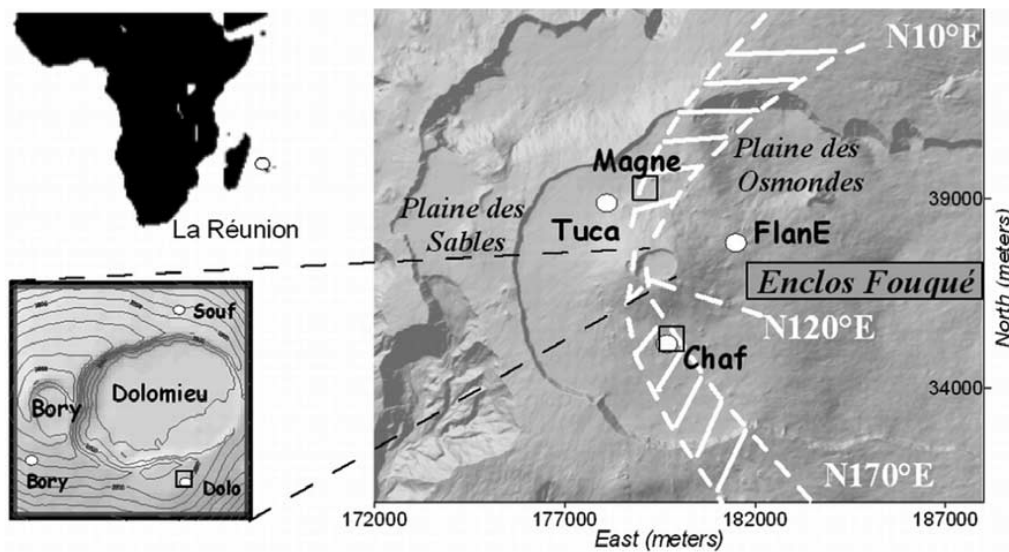 La Réunion
N10°E
Magne
Plaine des
Osmondes
Plaine des
Sables
Tuca
FlanE
Enclos Fouqué
N120°E
Chaf
N170°E
39000
34000
North (meters)
172000 177000 182000 187000
East (meters)
Souf
Dolomieu
Bory
Bory
Dolo